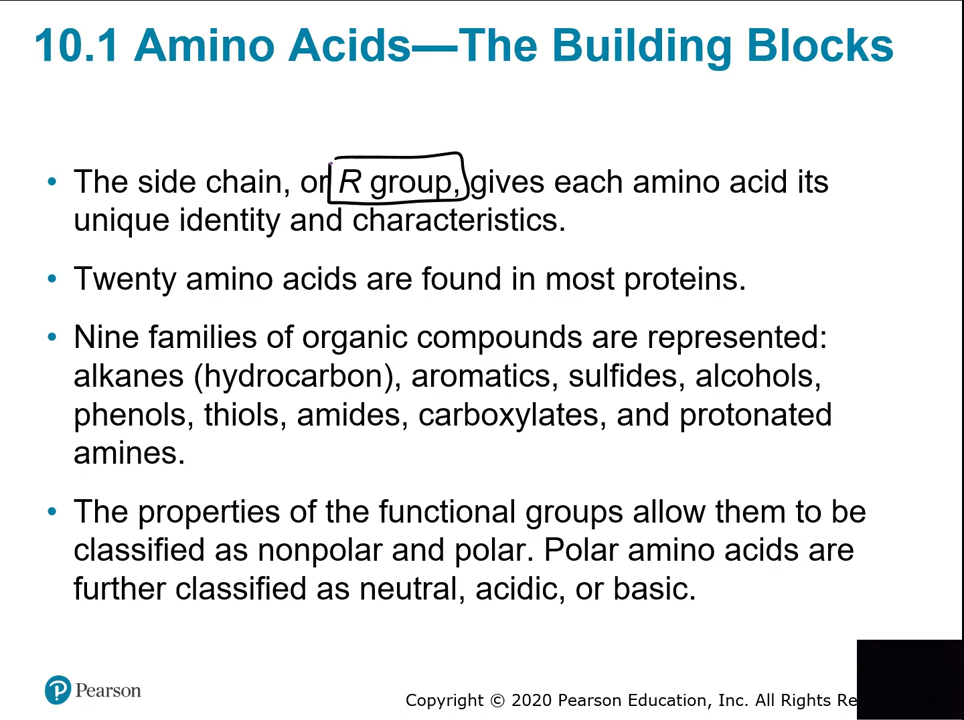 10.1 Amino Acids—The Building Blocks
• The side chain, or R group, gives each amino acid its
unique identity and characteristics.
• Twenty amino acids are found in most proteins.
• Nine families of organic compounds are represented:
alkanes (hydrocarbon), aromatics, sulfides, alcohols,
phenols, thiols, amides, carboxylates, and protonated
amines.
• The properties of the functional groups allow them to be
classified as nonpolar and polar. Polar amino acids are
further classified as neutral, acidic, or basic.
Pearson
Copyright © 2020 Pearson Education, Inc. All Rights